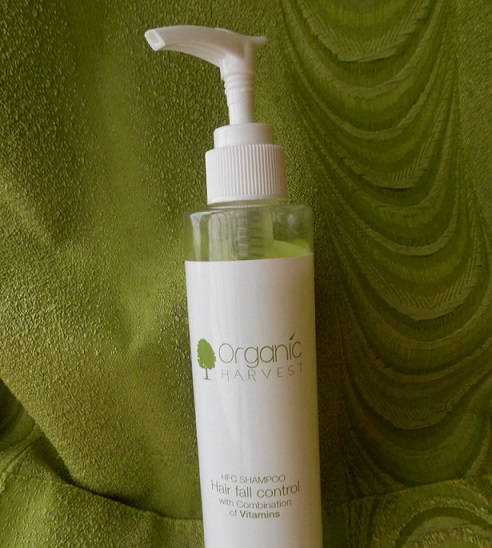 Organic
HARVEST
HFC SHAMPOO
Hair fall control
with Combination
of Vitamins